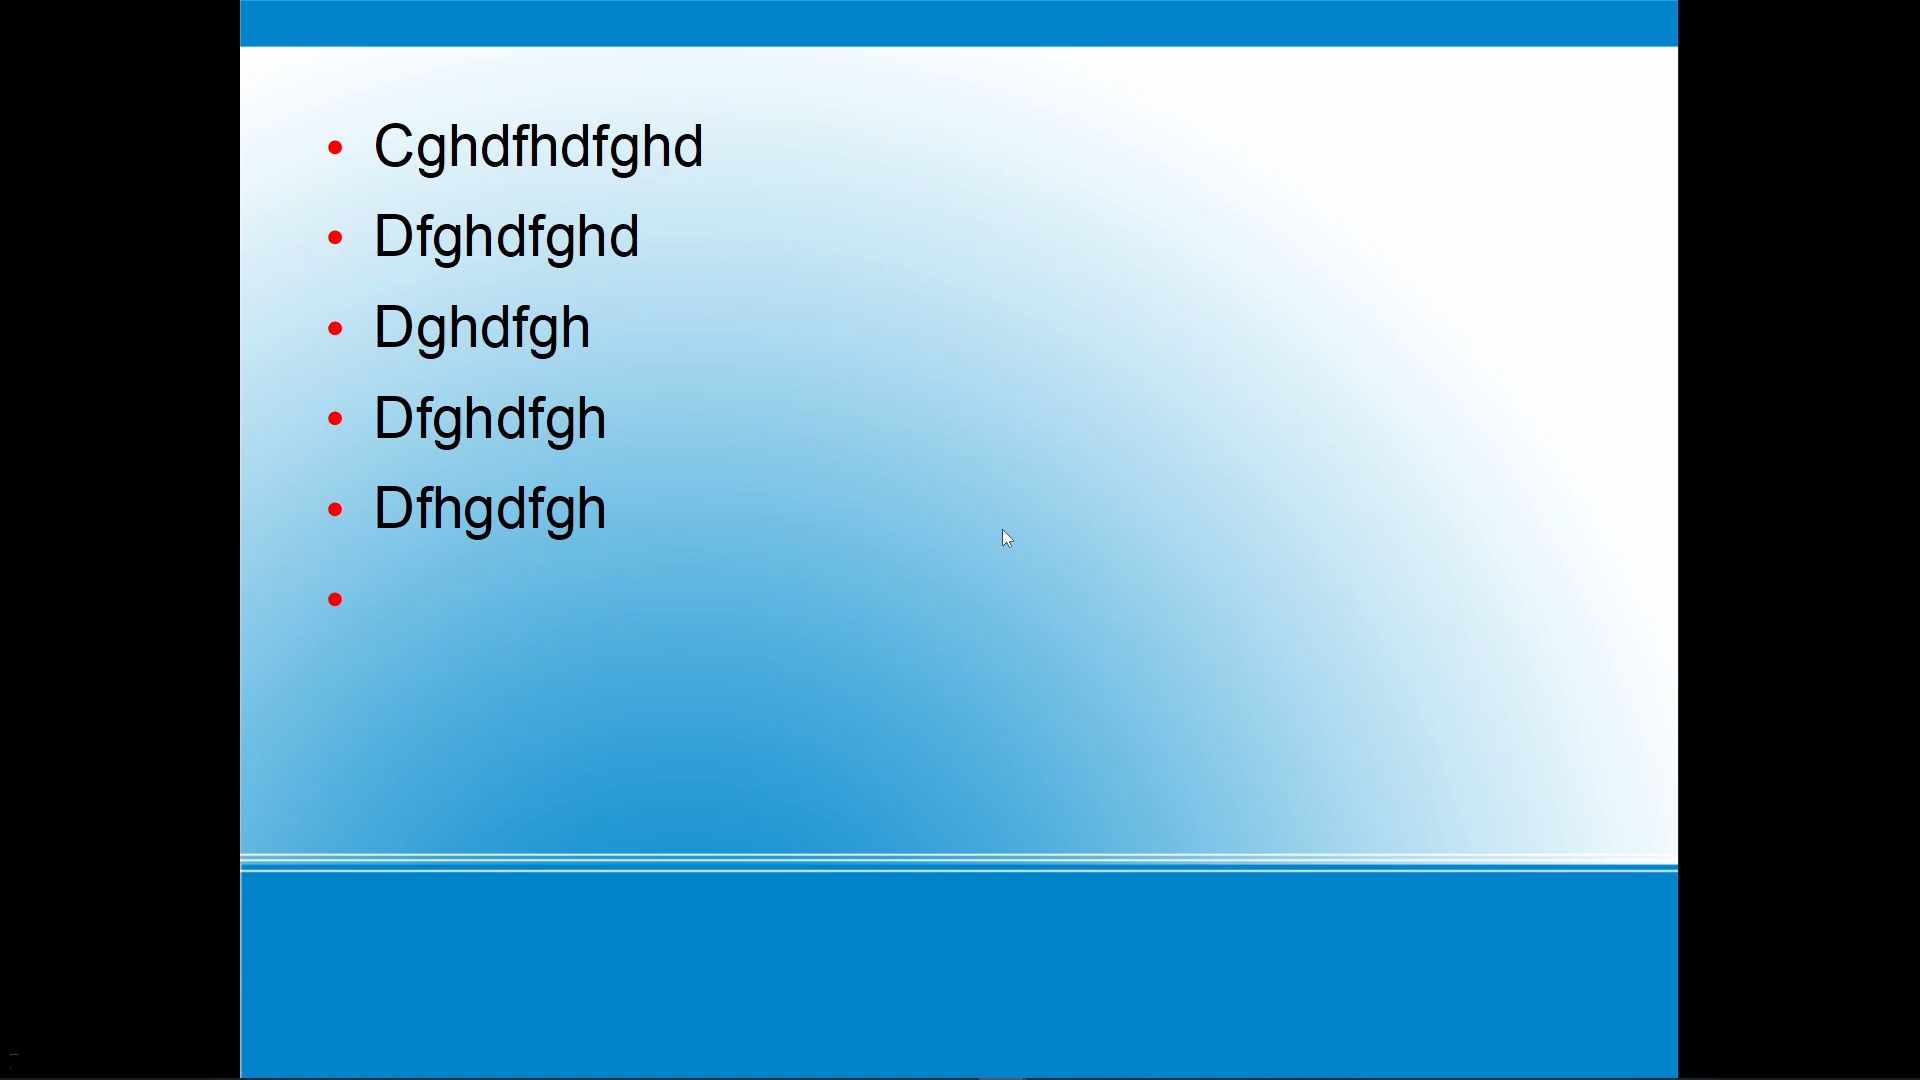 • Cghdfhdfghd
• Dfghdfghd
• Dghdfgh
• Dfghdfgh
• Dfhgdfgh
•